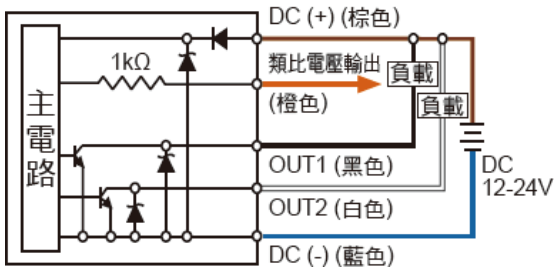 DC (+) (棕色)
1kΩ
類比電壓輸出
(橙色)
負載
負載
主電路
OUT1 (黑色)
DC
12-24V
OUT2 (白色)
DC (-) (藍色)